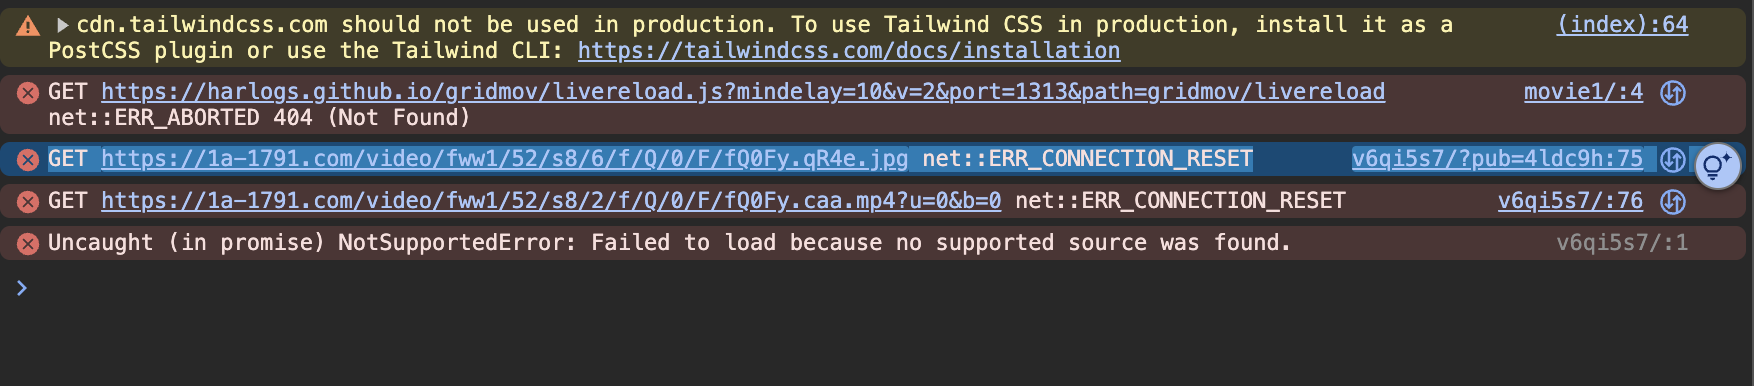 cdn.tailwindcss.com should not be used in production. To use Tailwind CSS in production, install it as a (index):64
PostCSS plugin or use the Tailwind CLI: https://tailwindcss.com/docs/installation
GET https://harlogs.github.io/gridmov/livereload.js?mindelay=10&v=2&port=1313&path=gridmov/livereload movie1/:4
net::ERR_ABORTED 404 (Not Found)
GET https://1a-1791.com/video/fww1/52/s8/6/f/Q/0/F/fQ0Fy.qR4e.jpg net::ERR_CONNECTION_RESET v6qi5s7/?pub=4ldc9h:75
GET https://1a-1791.com/video/fww1/52/s8/2/f/Q/0/F/fQ0Fy.caa.mp4?u=0&b=0 net::ERR_CONNECTION_RESET v6qi5s7/:76
Uncaught (in promise) NotSupportedError: Failed to load because no supported source was found. v6qi5s7/:1